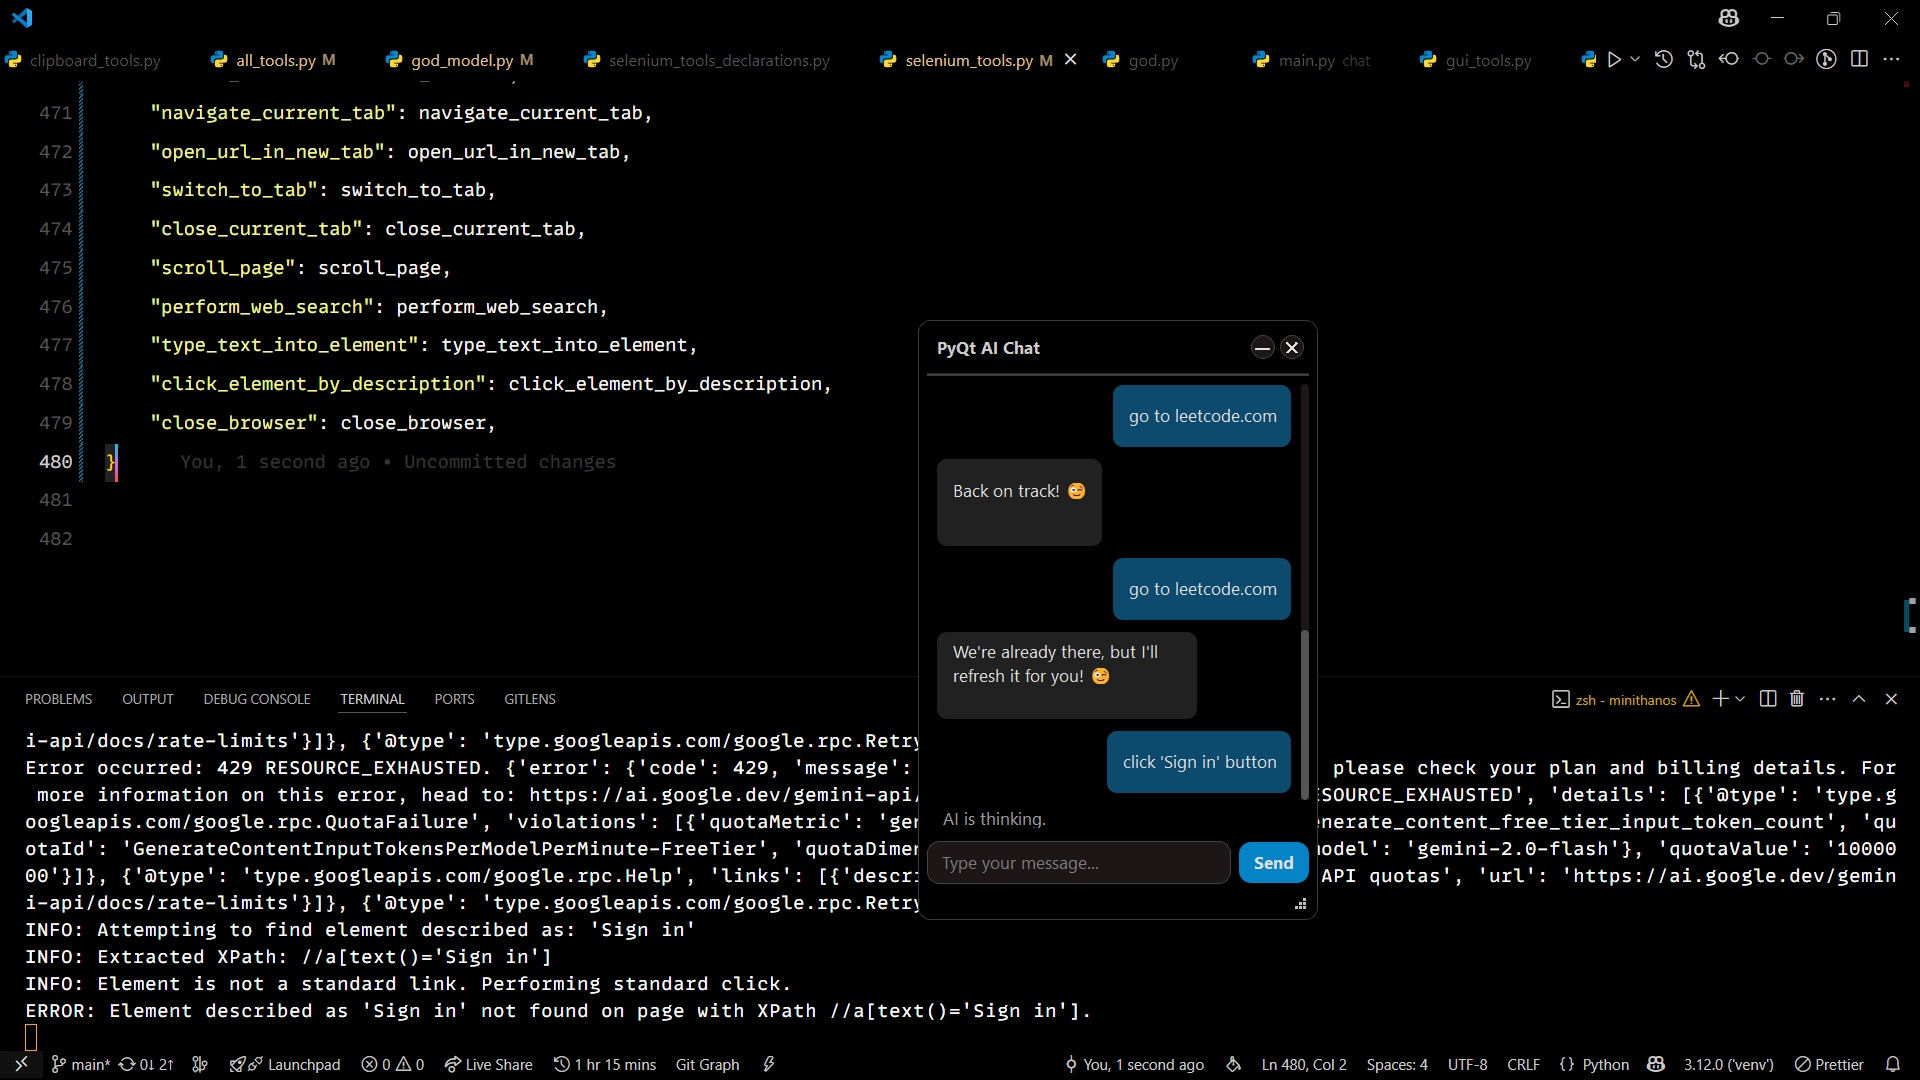 clipboard_tools.py
all_tools.py M
god_model.py M
selenium_tools_declarations.py
selenium_tools.py M
god.py
main.py chat
gui_tools.py
471 "navigate_current_tab": navigate_current_tab,
472 "open_url_in_new_tab": open_url_in_new_tab,
473 "switch_to_tab": switch_to_tab,
474 "close_current_tab": close_current_tab,
475 "scroll_page": scroll_page,
476 "perform_web_search": perform_web_search,
477 "type_text_into_element": type_text_into_element,
478 "click_element_by_description": click_element_by_description,
479 "close_browser": close_browser,
480 } You, 1 second ago • Uncommitted changes
481
482
PyQt AI Chat
go to leetcode.com
Back on track! 😉
go to leetcode.com
We're already there, but I'll
refresh it for you! 😉
click 'Sign in' button
AI is thinking.
Type your message...
Send
PROBLEMS OUTPUT DEBUG CONSOLE TERMINAL PORTS GITLENS
zsh - minithanos
i-api/docs/rate-limits'}]}, {'@type': 'type.googleapis.com/google.rpc.Retry
Error occurred: 429 RESOURCE_EXHAUSTED. {'error': {'code': 429, 'message': please check your plan and billing details. For
more information on this error, head to: https://ai.google.dev/gemini-api/ SOURCE_EXHAUSTED', 'details': [{'@type': 'type.g
oogleapis.com/google.rpc.QuotaFailure', 'violations': [{'quotaMetric': 'gen nerate_content_free_tier_input_token_count', 'qu
otaId': 'GenerateContentInputTokensPerModelPerMinute-FreeTier', 'quotaDimen odel': 'gemini-2.0-flash'}, 'quotaValue': '10000
00'}]}, {'@type': 'type.googleapis.com/google.rpc.Help', 'links': [{'descri API quotas', 'url': 'https://ai.google.dev/gemin
i-api/docs/rate-limits'}]}, {'@type': 'type.googleapis.com/google.rpc.Retry
INFO: Attempting to find element described as: 'Sign in'
INFO: Extracted XPath: //a[text()='Sign in']
INFO: Element is not a standard link. Performing standard click.
ERROR: Element described as 'Sign in' not found on page with XPath //a[text()='Sign in'].
main* 0↓ 2↑ Launchpad 0 0 Live Share 1 hr 15 mins Git Graph You, 1 second ago Ln 480, Col 2 Spaces: 4 UTF-8 CRLF {} Python 3.12.0 ('venv') Prettier